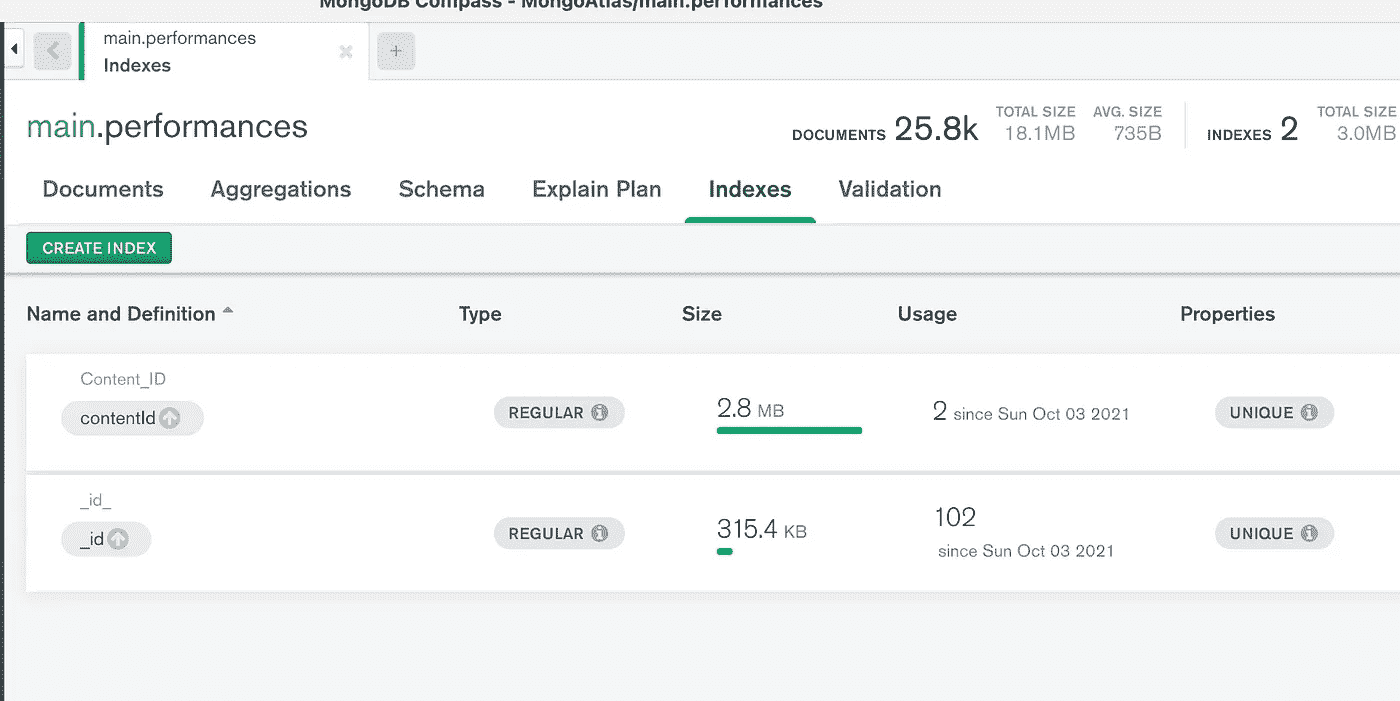 MongoDB Compass - MongoAtlas/main.performances
main.performances
Indexes
+
main.performances
DOCUMENTS 25.8k
TOTAL SIZE
18.1MB
AVG. SIZE
735B
INDEXES 2
TOTAL SIZE
3.0MB
Documents Aggregations Schema Explain Plan Indexes Validation
CREATE INDEX
Name and Definition Type Size Usage Properties
Content_ID
contentId REGULAR 2.8 MB 2 since Sun Oct 03 2021 UNIQUE
_id_
_id REGULAR 315.4 KB 102 UNIQUE
since Sun Oct 03 2021